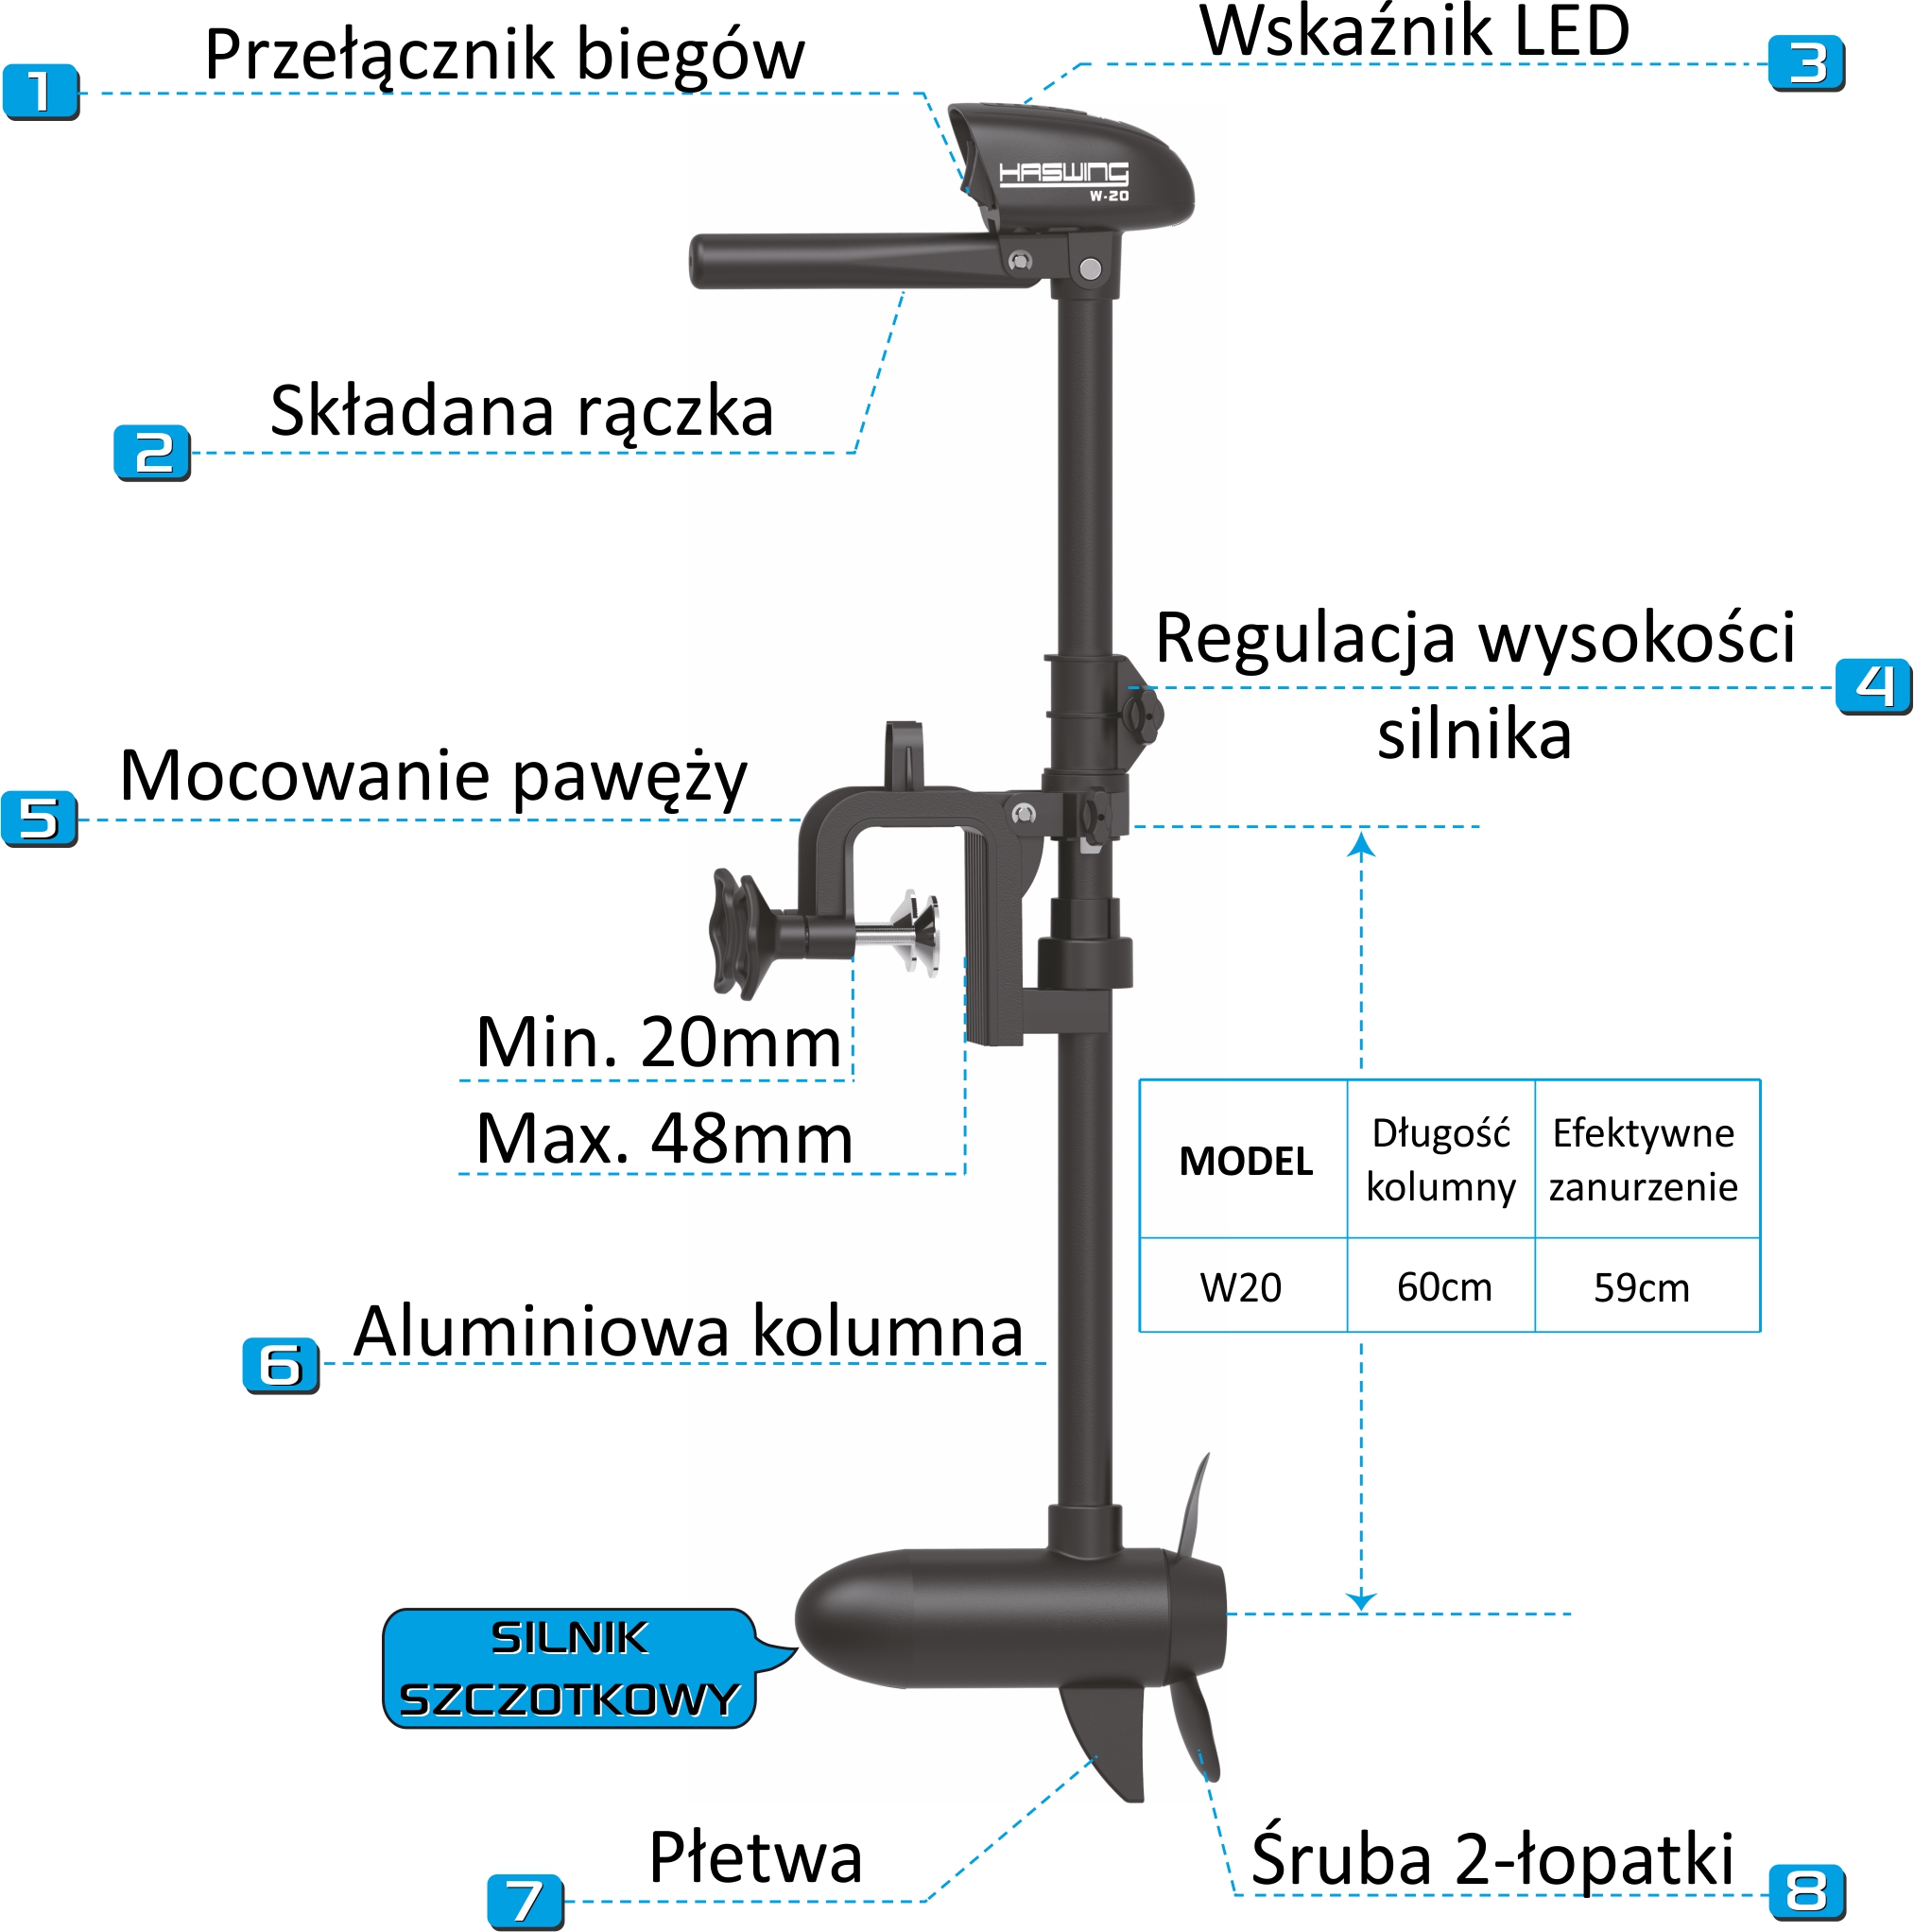 Przełącznik biegów
1
Wskaźnik LED
3
HASWING
W-20
Składana rączka
2
Regulacja wysokości
4
silnika
Mocowanie pawęży
5
Min. 20mm
Max. 48mm
MODEL
Długość
kolumny
Efektywne
zanurzenie
W20
60cm
59cm
Aluminiowa kolumna
6
SILNIK
SZCZOTKOWY
Płetwa
7
Śruba 2-łopatki
8